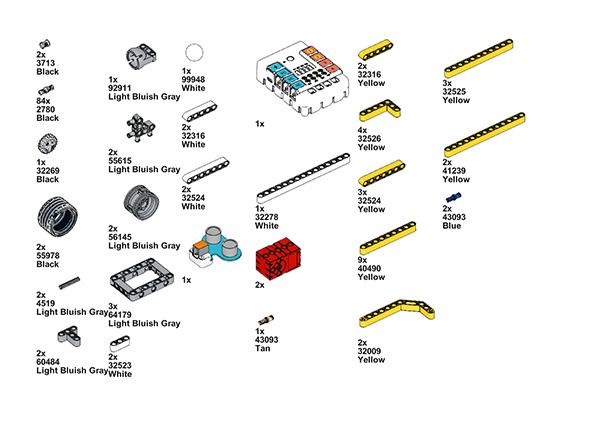 2x
3713
Black
84x
2780
Black
1x
32269
Black
2x
55978
Black
2x
4519
Light Bluish Gray
2x
60484
Light Bluish Gray
1x
92911
Light Bluish Gray
2x
55615
Light Bluish Gray
2x
56145
Light Bluish Gray
3x
64179
Light Bluish Gray
2x
32523
White
1x
99948
White
2x
32316
White
2x
32524
White
1x
1x
1x
32278
White
2x
1x
43093
Tan
2x
32316
Yellow
4x
32526
Yellow
3x
32524
Yellow
9x
40490
Yellow
2x
32009
Yellow
3x
32525
Yellow
2x
41239
Yellow
2x
43093
Blue